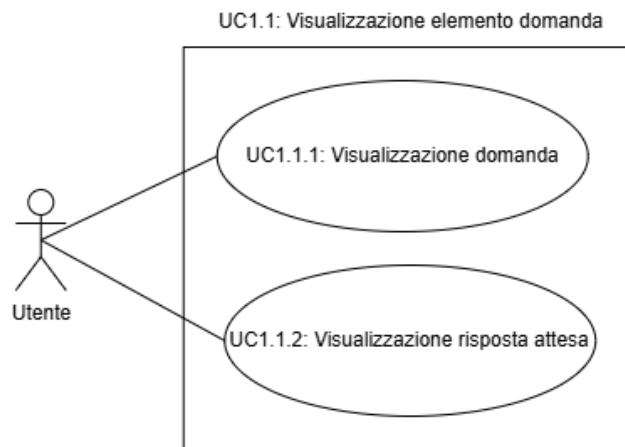 UC1.1: Visualizzazione elemento domanda
UC1.1.1: Visualizzazione domanda
Utente
UC1.1.2: Visualizzazione risposta attesa